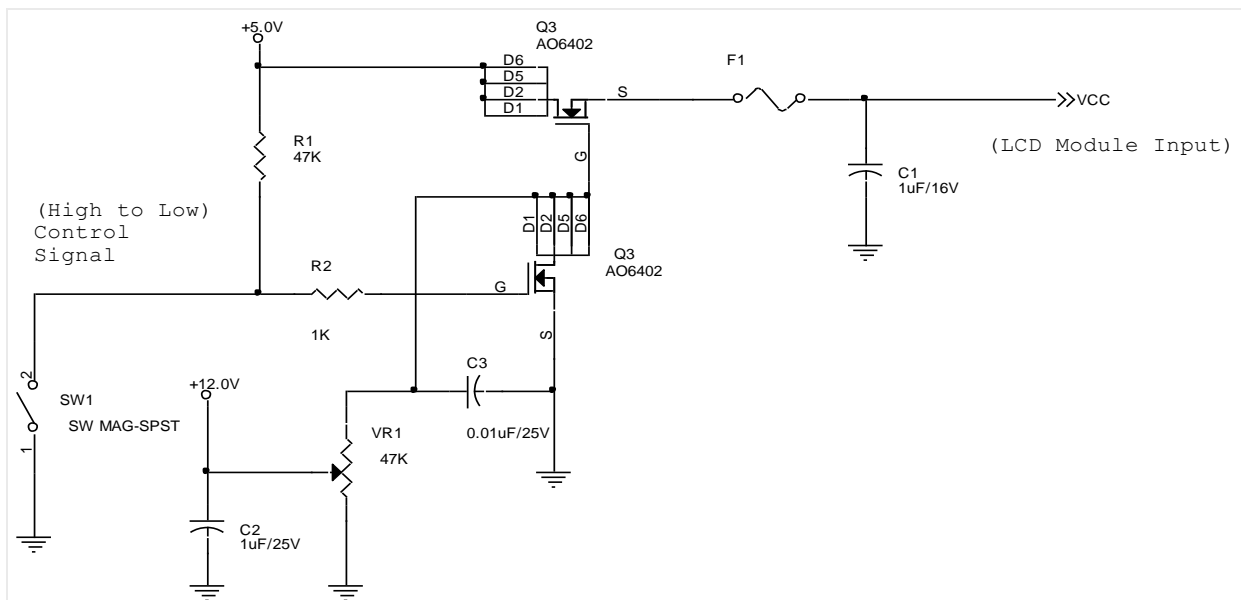 +5.0V
Q3
AO6402
F1
D6
D5
D2
D1
S
VCC
(LCD Module Input)
R1
47K
G
C1
1uF/16V
(High to Low)
Control
Signal
D1
D2
D5
D6
Q3
AO6402
R2
G
1K
S
C3
2
+12.0V
SW1
SW MAG-SPST
VR1
0.01uF/25V
47K
1
C2
1uF/25V